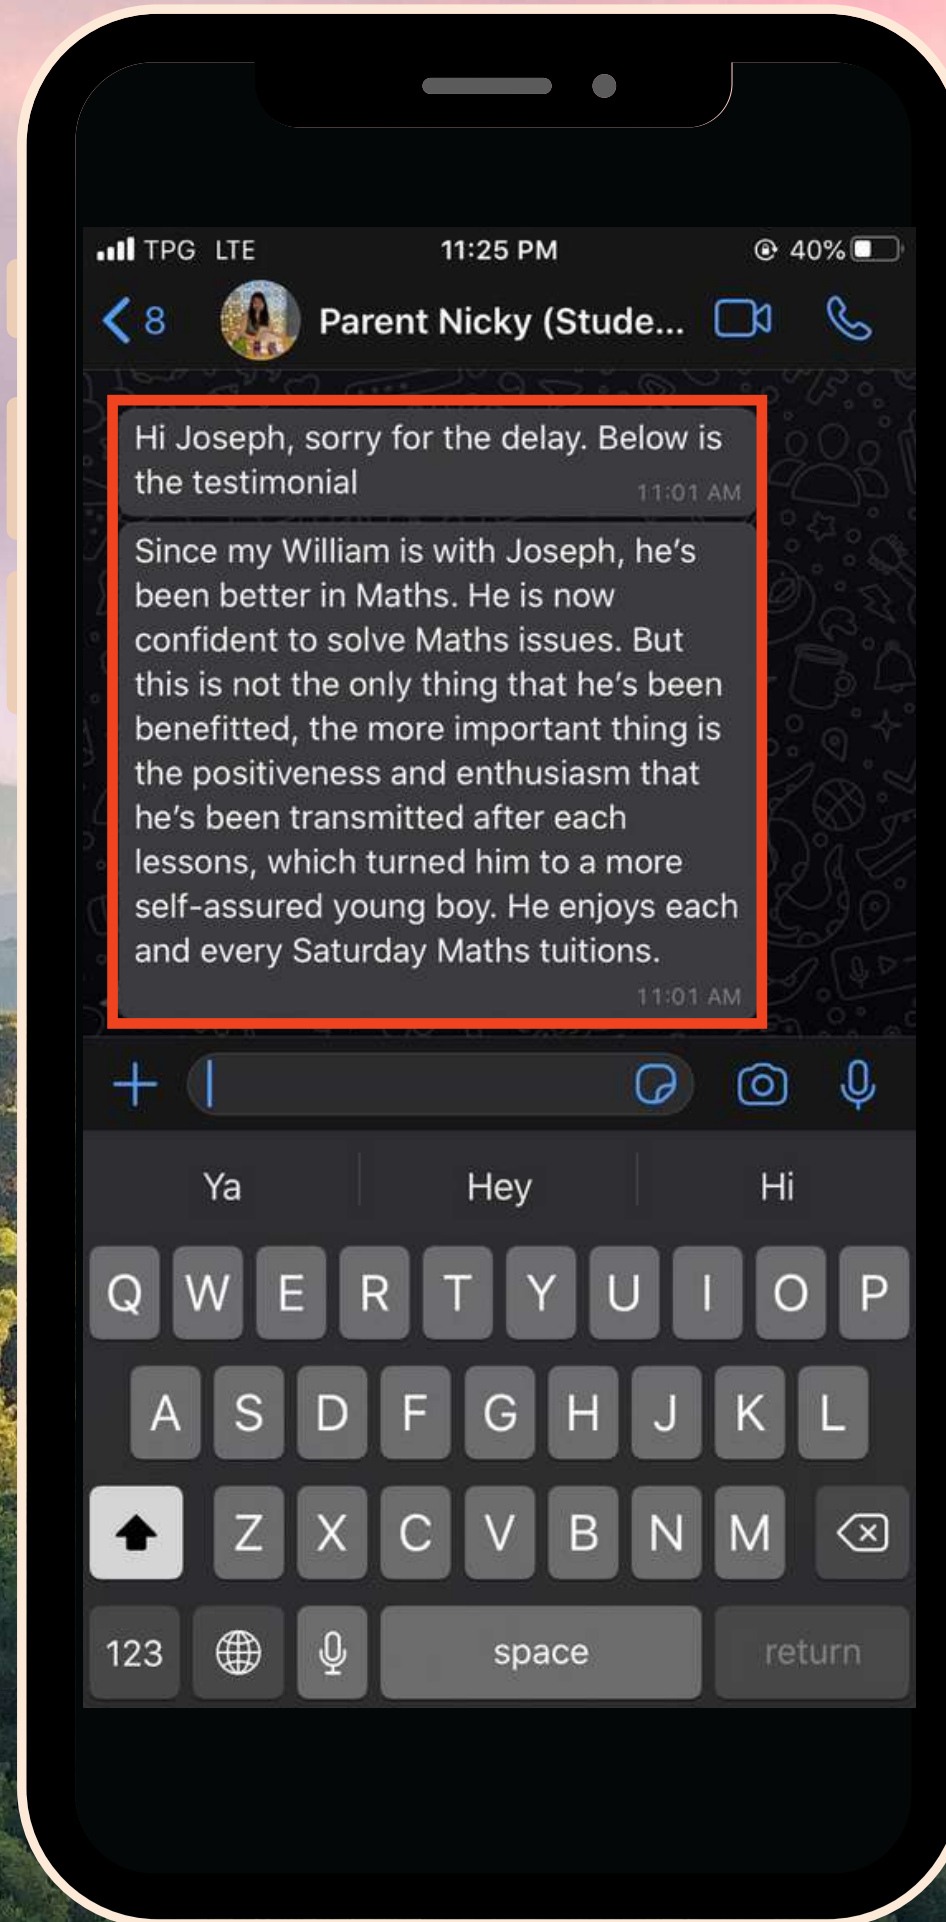 TPG LTE 11:25 PM 40%
8 Parent Nicky (Stude...
Hi Joseph, sorry for the delay. Below is
the testimonial 11:01 AM
Since my William is with Joseph, he's
been better in Maths. He is now
confident to solve Maths issues. But
this is not the only thing that he's been
benefitted, the more important thing is
the positiveness and enthusiasm that
he's been transmitted after each
lessons, which turned him to a more
self-assured young boy. He enjoys each
and every Saturday Maths tuitions.
11:01 AM
Ya Hey Hi
Q W E R T Y U I O P
A S D F G H J K L
Z X C V B N M
123 space return